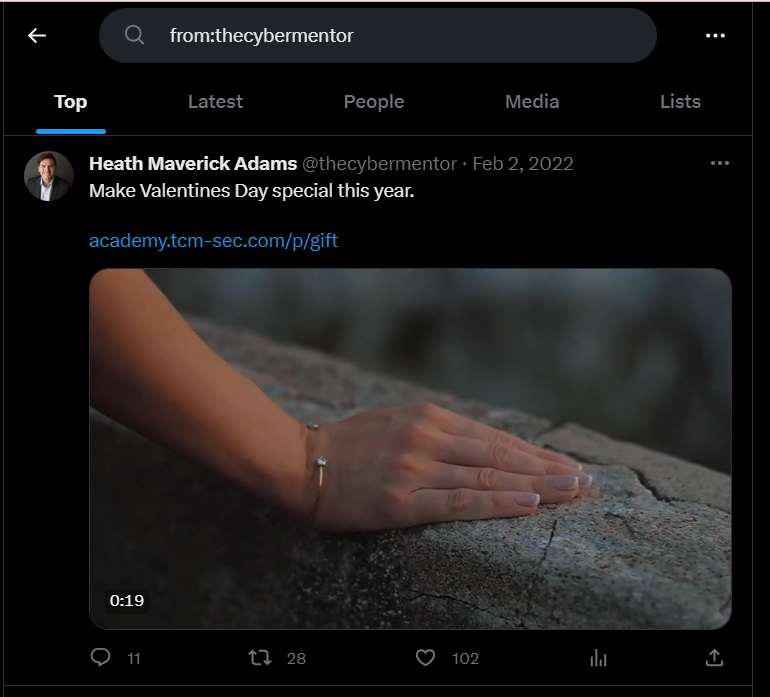 from:thecybermentor
Top Latest People Media Lists
Heath Maverick Adams @thecybermentor · Feb 2, 2022
Make Valentines Day special this year.
academy.tcm-sec.com/p/gift
0:19
11 28 102